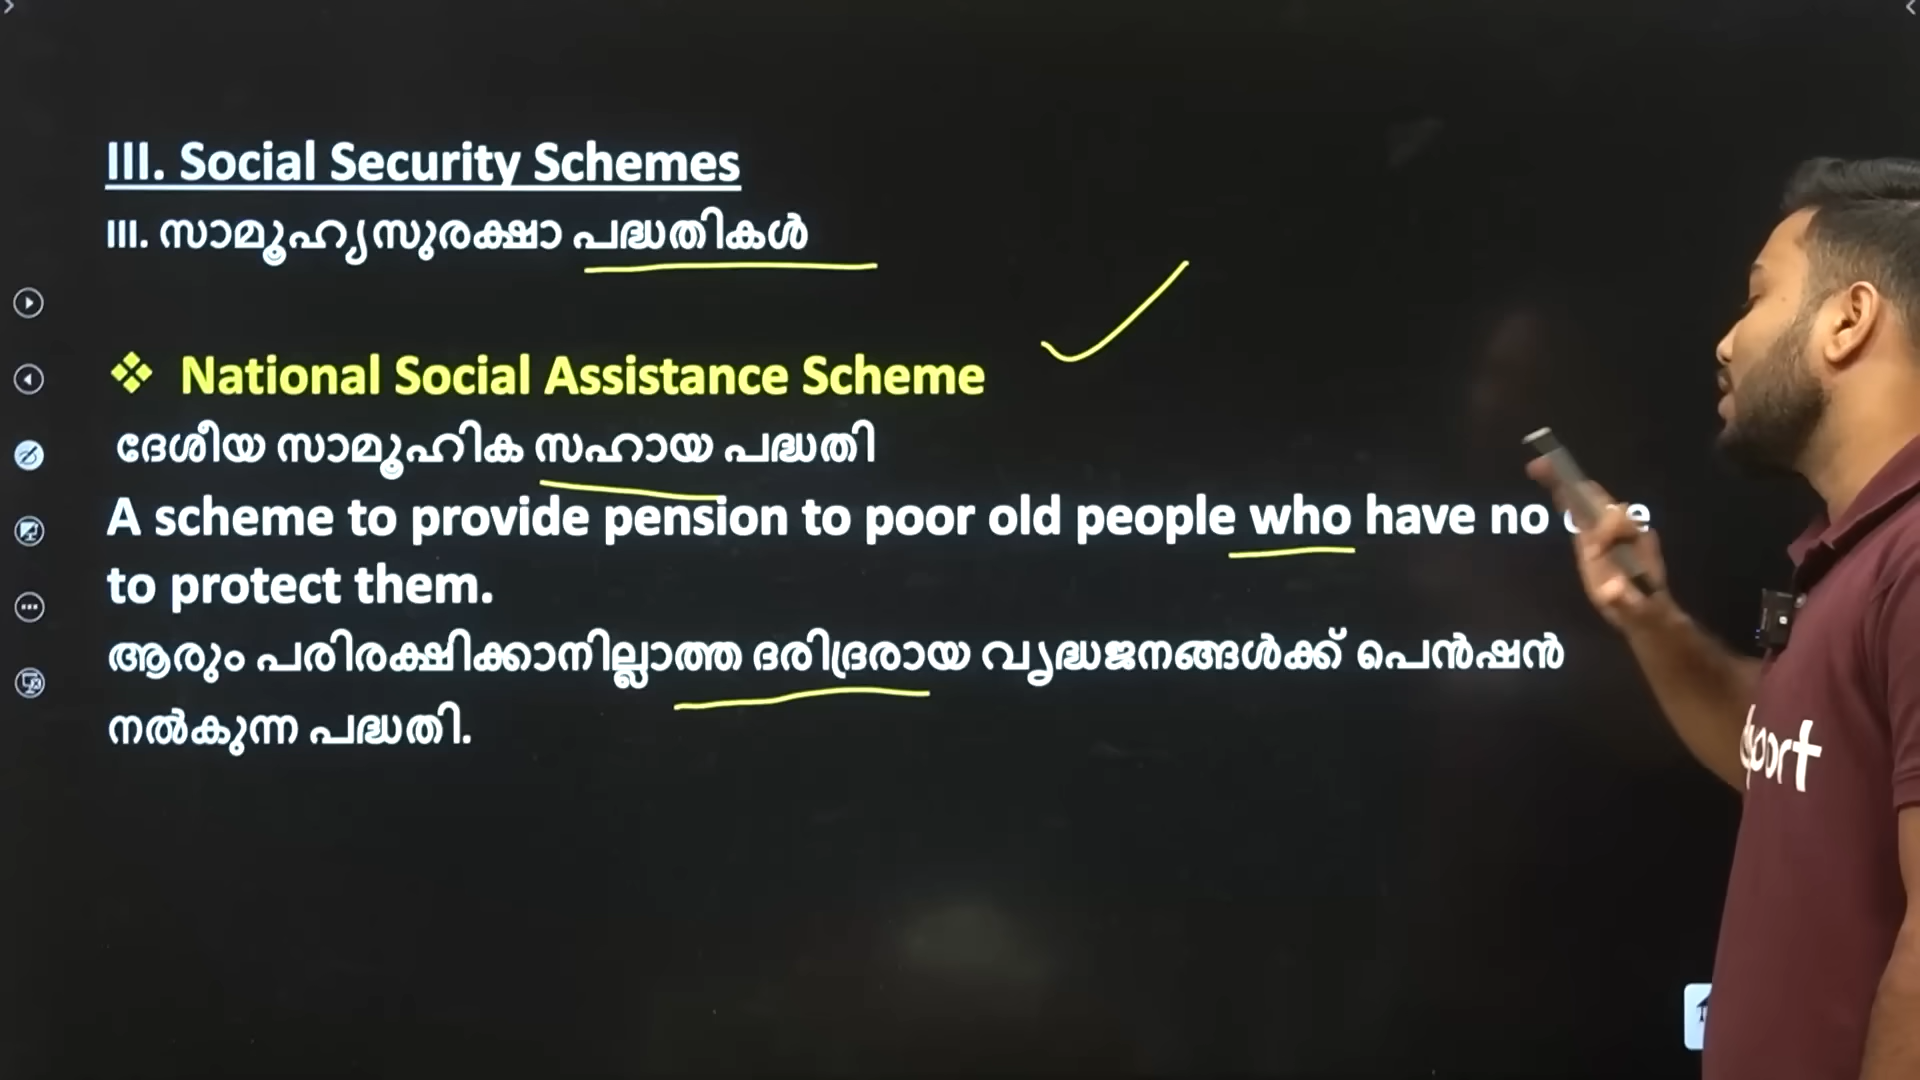 III. Social Security Schemes
III. സാമൂഹ്യസുരക്ഷാ പദ്ധതികൾ
❖ National Social Assistance Scheme
ദേശീയ സാമൂഹിക സഹായ പദ്ധതി
A scheme to provide pension to poor old people who have no
to protect them.
ആരും പരിരക്ഷിക്കാനില്ലാത്ത ദരിദ്രരായ വൃദ്ധജനങ്ങൾക്ക് പെൻഷൻ
നൽകുന്ന പദ്ധതി.